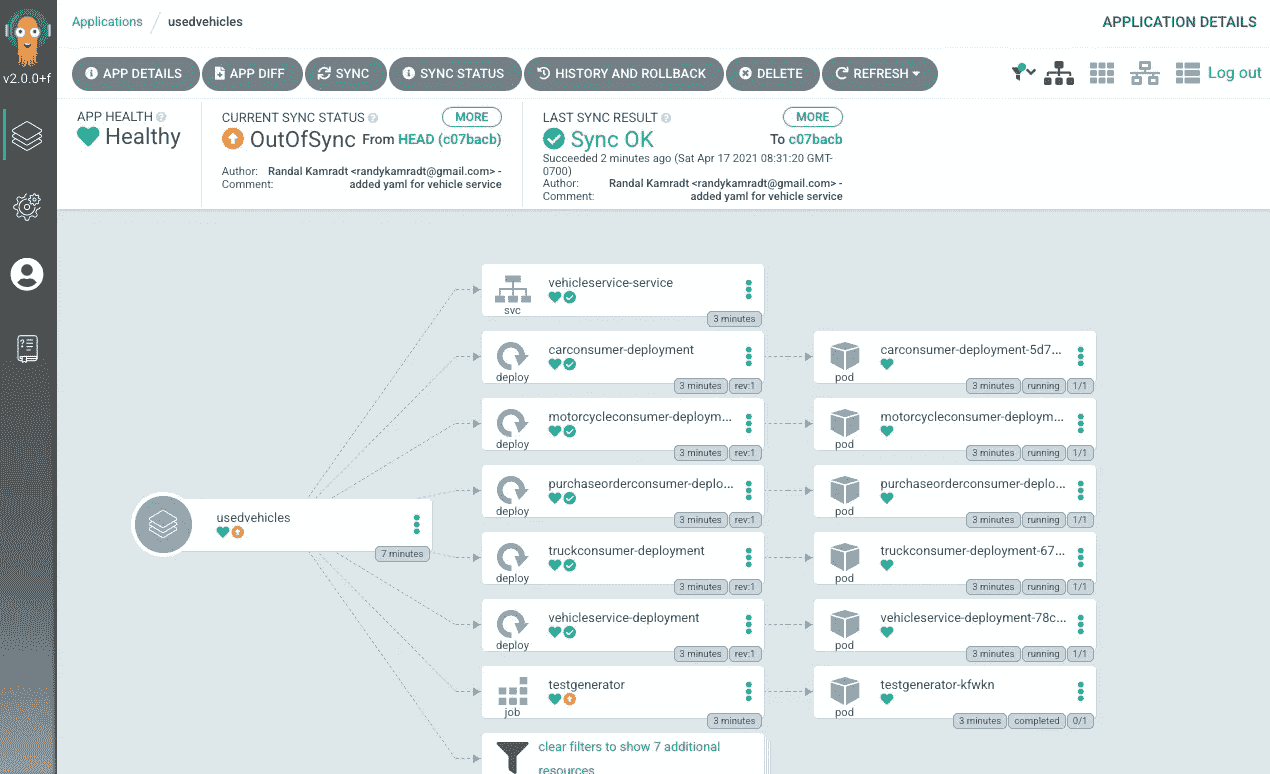 Applications / usedvehicles
APPLICATION DETAILS
v2.0.0+f
APP DETAILS
APP DIFF
SYNC
SYNC STATUS
HISTORY AND ROLLBACK
DELETE
REFRESH
Log out
APP HEALTH
Healthy
CURRENT SYNC STATUS
MORE
OutOfSync From HEAD (c07bacb)
Author: Randal Kamradt <randykamradt@gmail.com> -
Comment: added yaml for vehicle service
LAST SYNC RESULT
MORE
Sync OK To c07bacb
Succeeded 2 minutes ago (Sat Apr 17 2021 08:31:20 GMT-
0700)
Author: Randal Kamradt <randykamradt@gmail.com> -
Comment: added yaml for vehicle service
usedvehicles
7 minutes
vehicleservice-service
svc
3 minutes
carconsumer-deployment
deploy
3 minutes rev:1
carconsumer-deployment-5d7...
pod
3 minutes running 1/1
motorcycleconsumer-deploym...
deploy
3 minutes rev:1
motorcycleconsumer-deploym...
pod
3 minutes running 1/1
purchaseorderconsumer-deplo...
deploy
3 minutes rev:1
purchaseorderconsumer-deplo...
pod
3 minutes running 1/1
truckconsumer-deployment
deploy
3 minutes rev:1
truckconsumer-deployment-67...
pod
3 minutes running 1/1
vehicleservice-deployment
deploy
3 minutes rev:1
vehicleservice-deployment-78c...
pod
3 minutes running 1/1
testgenerator
job
3 minutes
testgenerator-kfwkn
pod
3 minutes completed 0/1
clear filters to show 7 additional
resources